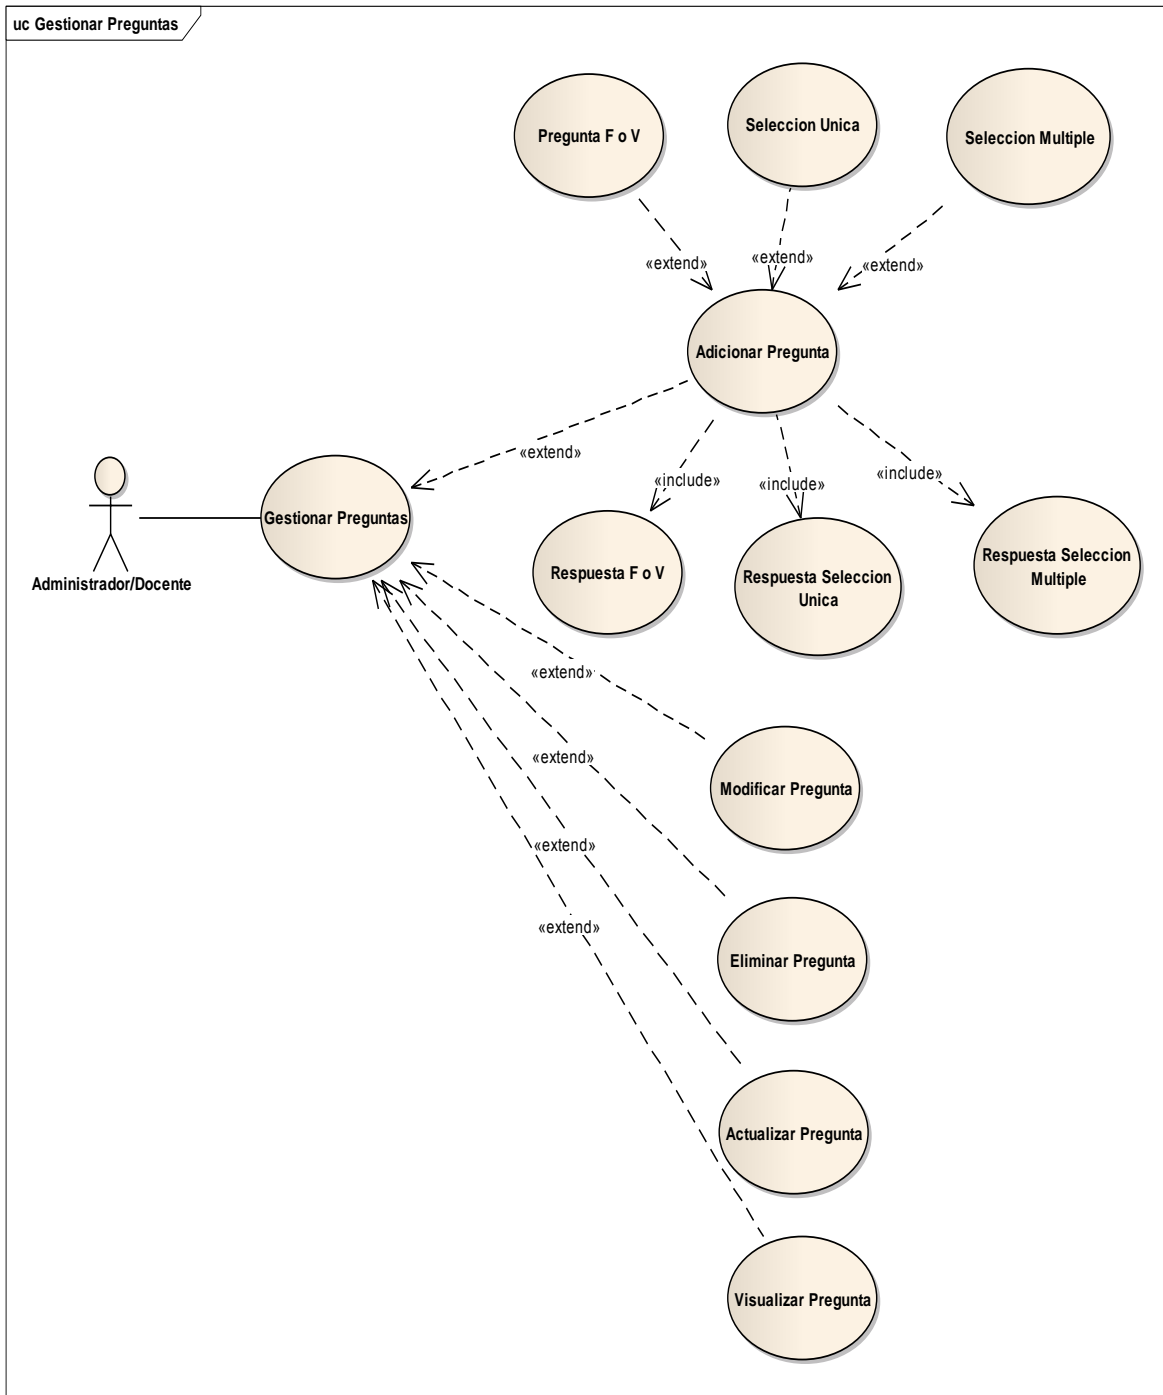 uc Gestionar Preguntas
Pregunta F o V
Seleccion Unica
Seleccion Multiple
«extend»
«extend»
«extend»
Adicionar Pregunta
«extend»
«include»
«include»
«include»
Gestionar Preguntas
Administrador/Docente
Respuesta F o V
Respuesta Seleccion
Unica
Respuesta Seleccion
Multiple
«extend»
Modificar Pregunta
«extend»
«extend»
«extend»
Eliminar Pregunta
Actualizar Pregunta
Visualizar Pregunta